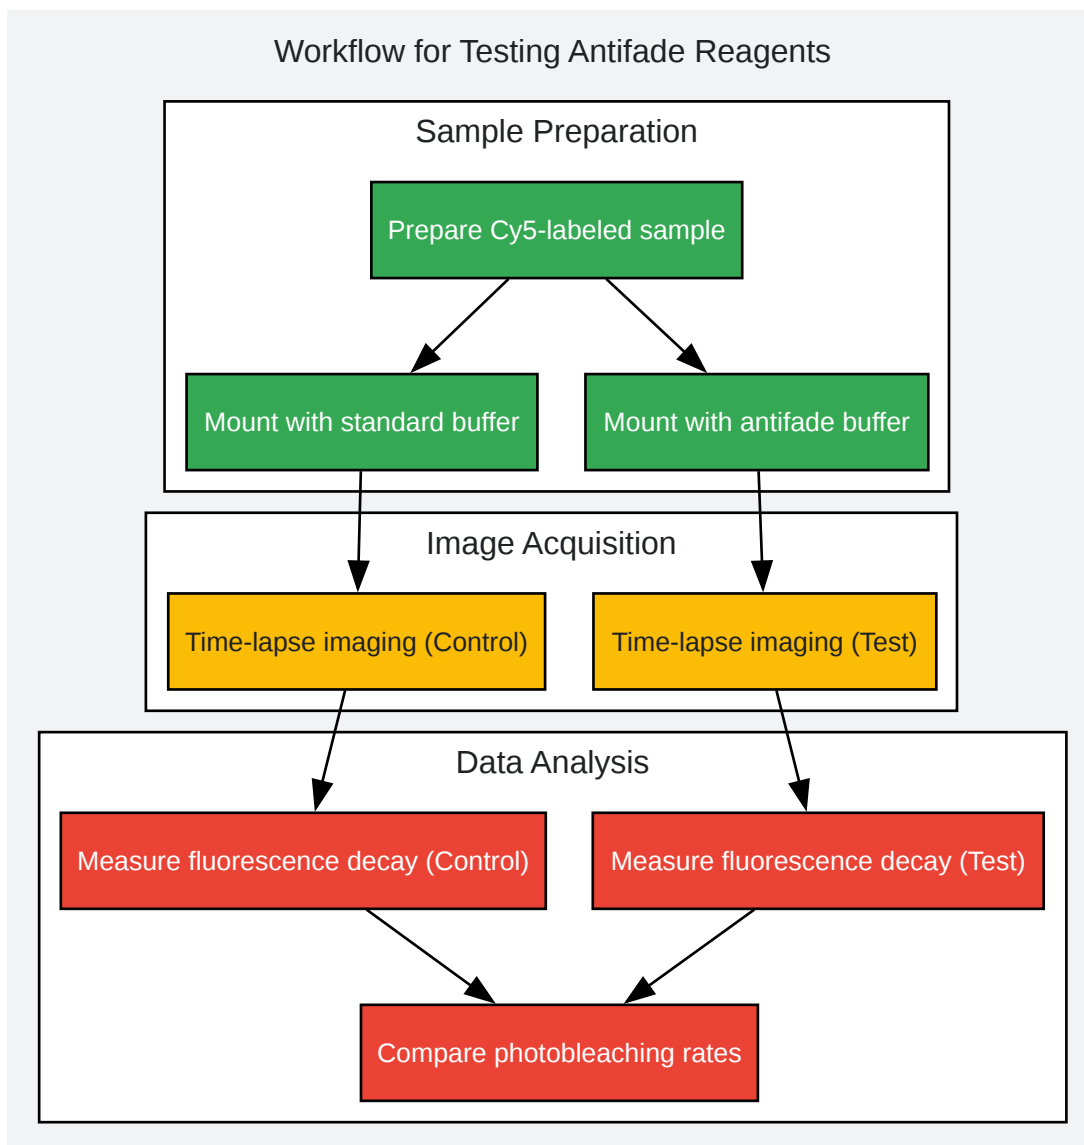 Workflow for Testing Antifade Reagents
Sample Preparation
Prepare Cy5-labeled sample
Mount with standard buffer
Mount with antifade buffer
Image Acquisition
Time-lapse imaging (Control)
Time-lapse imaging (Test)
Data Analysis
Measure fluorescence decay (Control)
Measure fluorescence decay (Test)
Compare photobleaching rates